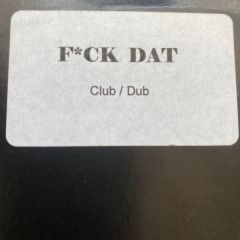 F*CK DAT
Club / Dub